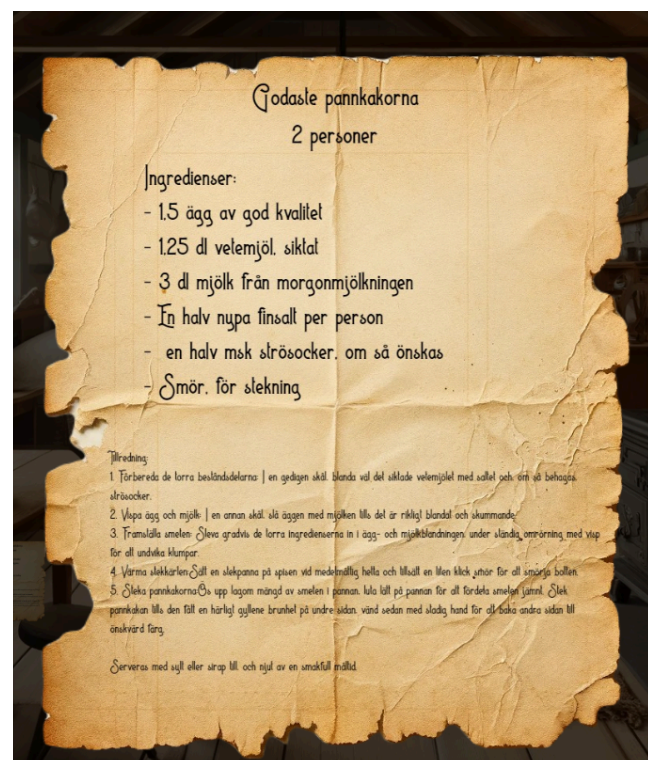 Godaste pannkakorna
2 personer
Ingredienser:
- 1,5 ägg av god kvalitet
- 1,25 dl vetemjöl, siktat
- 3 dl mjölk från morgonmjölkningen
- En halv nypa finsalt per person
- en halv msk strösocker, om så önskas
- Smör, för stekning
Tillredning:
1. Förbereda de torra beståndsdelarna: I en gedigen skål, blanda väl det siktade vetemjölet med saltet och, om så behagas,
strösocker.
2. Vispa ägg och mjölk: I en annan skål, slå äggen med mjölken tills det är rikligt blandat och skummande.
3. Framställa smeten: Sleva gradvis de torra ingredienserna in i ägg- och mjölkblandningen, under ständig omrörning med visp
för att undvika klumpar.
4. Värma stekkärlen:Sätt en stekpanna på spisen vid medelmåttig hetta och tillsätt en liten klick smör för att smörja botten.
5. Steka pannkakorna:Ös upp lagom mängd av smeten i pannan, luta lätt på pannan för att fördela smeten jämnt. Stek
pannkakan tills den fått en härligt gyllene brunhet på undre sidan, vänd sedan med stadig hand för att baka andra sidan till
önskvärd färg.
Serveras med sylt eller sirap till, och njut av en smakfull måltid.